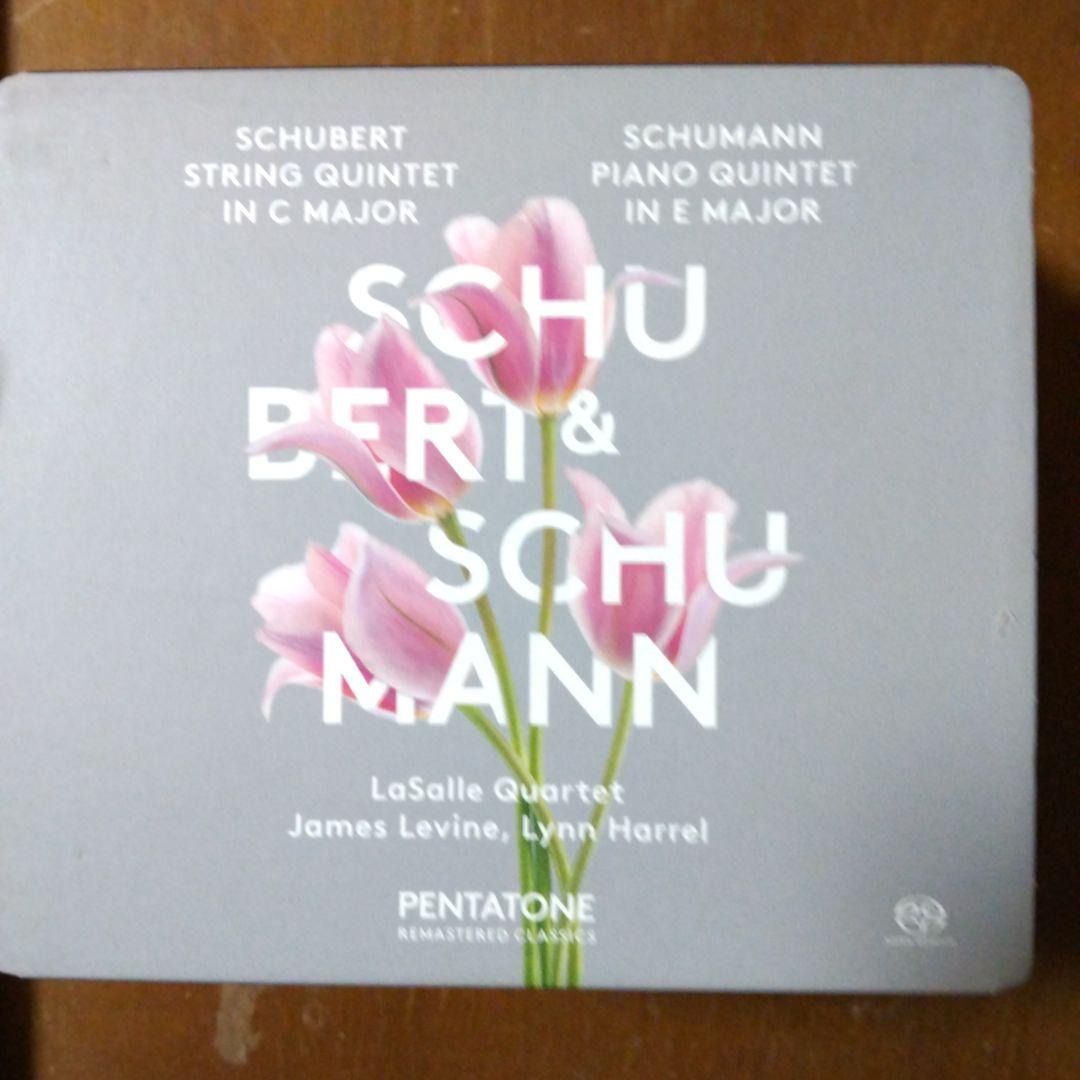 SCHUBERT
STRING QUINTET
IN C MAJOR
SCHUMANN
PIANO QUINTET
IN E MAJOR
SCHU
BERT &
SCHU
MANN
LaSalle Quartet
James Levine, Lynn Harrel
PENTATONE
REMASTERED CLASSICS